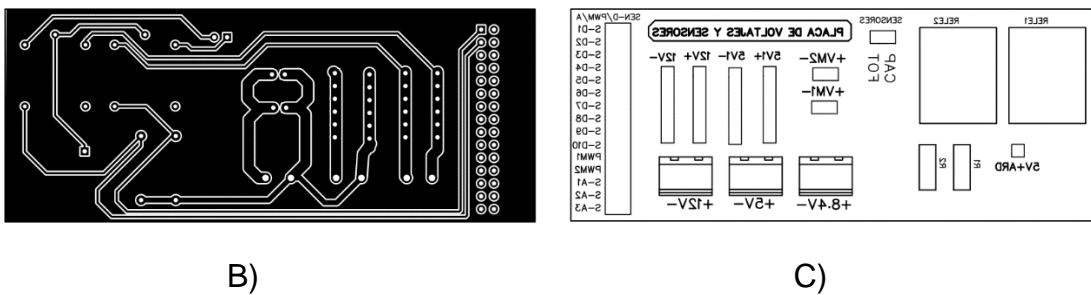 SEN-D/PWM/A
S-D1
S-D2
S-D3
S-D4
S-D5
S-D6
S-D7
S-D8
S-D9
S-D10
PWM1
PWM2
S-A1
S-A2
S-A3
PLACA DE VOLTAJES Y SENSORES
12V- 12V+ 5V1- 5V1+
+VM2-
+VM1-
SENSORES
FOT
CAP
RELE2
RELE1
R2
R1
5V+ARD
+12V-
+5V-
+8.4V-
B)
C)